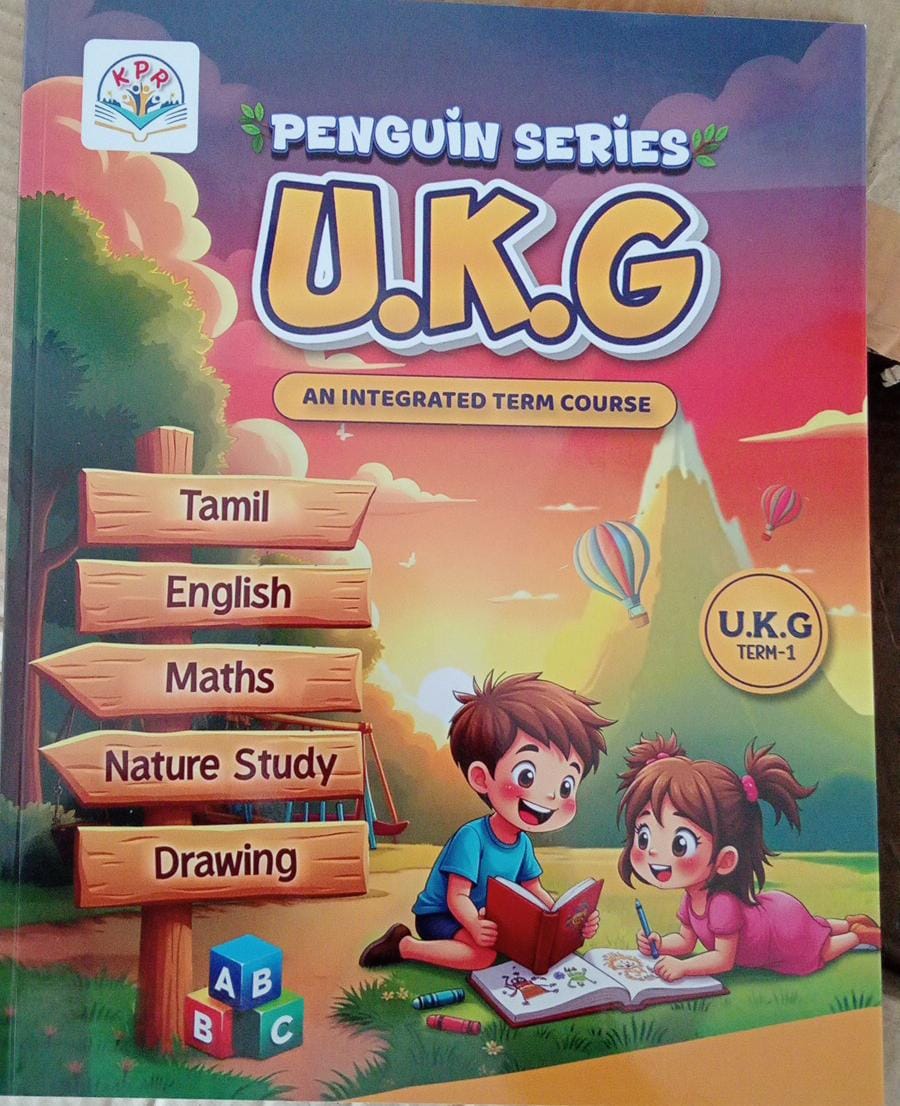 KPR
PENGUIN SERIES
U.K.G
AN INTEGRATED TERM COURSE
Tamil
English
Maths
Nature Study
Drawing
U.K.G
TERM-1
A B
B C